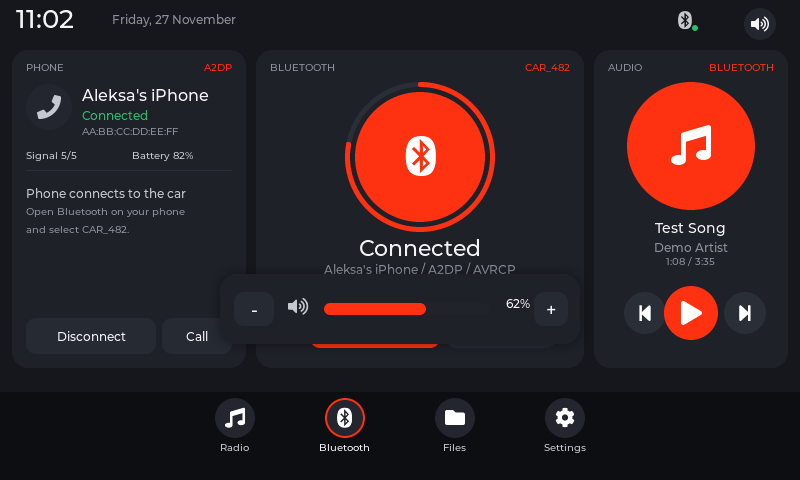 11:02
Friday, 27 November
PHONE
A2DP
Aleksa's iPhone
Connected
AA:BB:CC:DD:EE:FF
Signal 5/5
Battery 82%
Phone connects to the car
Open Bluetooth on your phone
and select CAR_482.
Disconnect
Call
BLUETOOTH
CAR_482
Connected
Aleksa's iPhone / A2DP / AVRCP
-
62%
+
AUDIO
BLUETOOTH
Test Song
Demo Artist
1:08 / 3:35
Radio
Bluetooth
Files
Settings